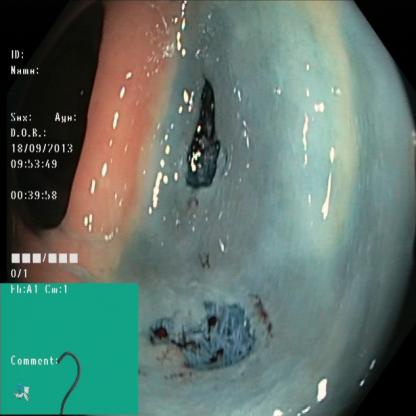 ID:
Name:
Sex: Age:
D.O.B.:
18/09/2013
09:53:49
00:39:58
■■■/■■■
0/1
Eh:A1 Cm:1
Comment: